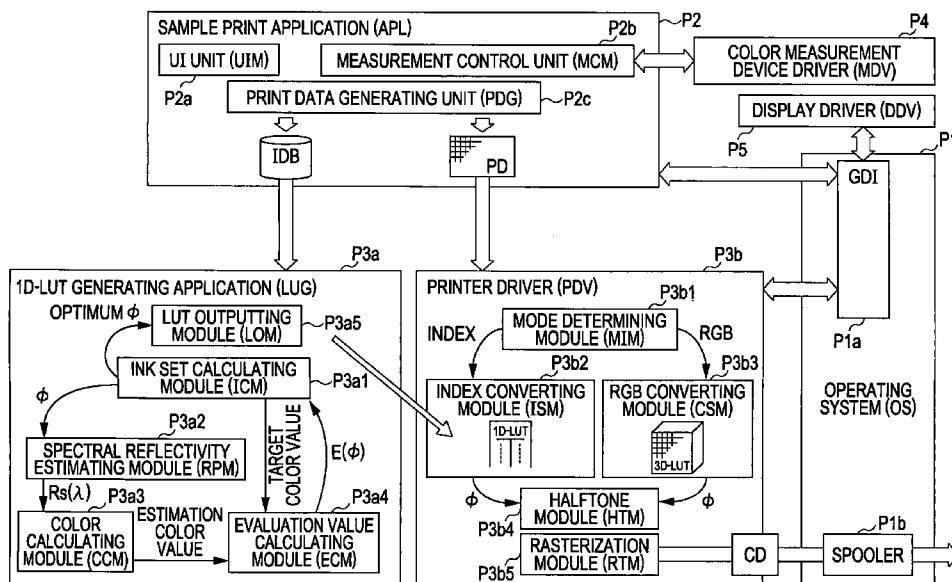 SAMPLE PRINT APPLICATION (APL)
P2
P2b
P4
UI UNIT (UIM)
MEASUREMENT CONTROL UNIT (MCM)
COLOR MEASUREMENT
DEVICE DRIVER (MDV)
P2a
PRINT DATA GENERATING UNIT (PDG)
P2c
DISPLAY DRIVER (DDV)
P5
IDB
PD
GDI
P1a
OPERATING
SYSTEM (OS)
P3a
1D-LUT GENERATING APPLICATION (LUG)
OPTIMUM ϕ
LUT OUTPUTTING
MODULE (LOM)
P3a5
INK SET CALCULATING
MODULE (ICM)
P3a1
ϕ
P3a2
SPECTRAL REFLECTIVITY
ESTIMATING MODULE (RPM)
TARGET
COLOR VALUE
E(ϕ)
Rs(λ)
P3a3
COLOR
CALCULATING
MODULE (CCM)
ESTIMATION
COLOR
VALUE
P3a4
EVALUATION VALUE
CALCULATING
MODULE (ECM)
P3b
PRINTER DRIVER (PDV)
P3b1
INDEX
MODE DETERMINING
MODULE (MIM)
RGB
P3b2
P3b3
INDEX CONVERTING
MODULE (ISM)
1D-LUT
RGB CONVERTING
MODULE (CSM)
3D-LUT
ϕ
ϕ
HALFTONE
MODULE (HTM)
P3b4
RASTERIZATION
MODULE (RTM)
P3b5
CD
P1b
SPOOLER